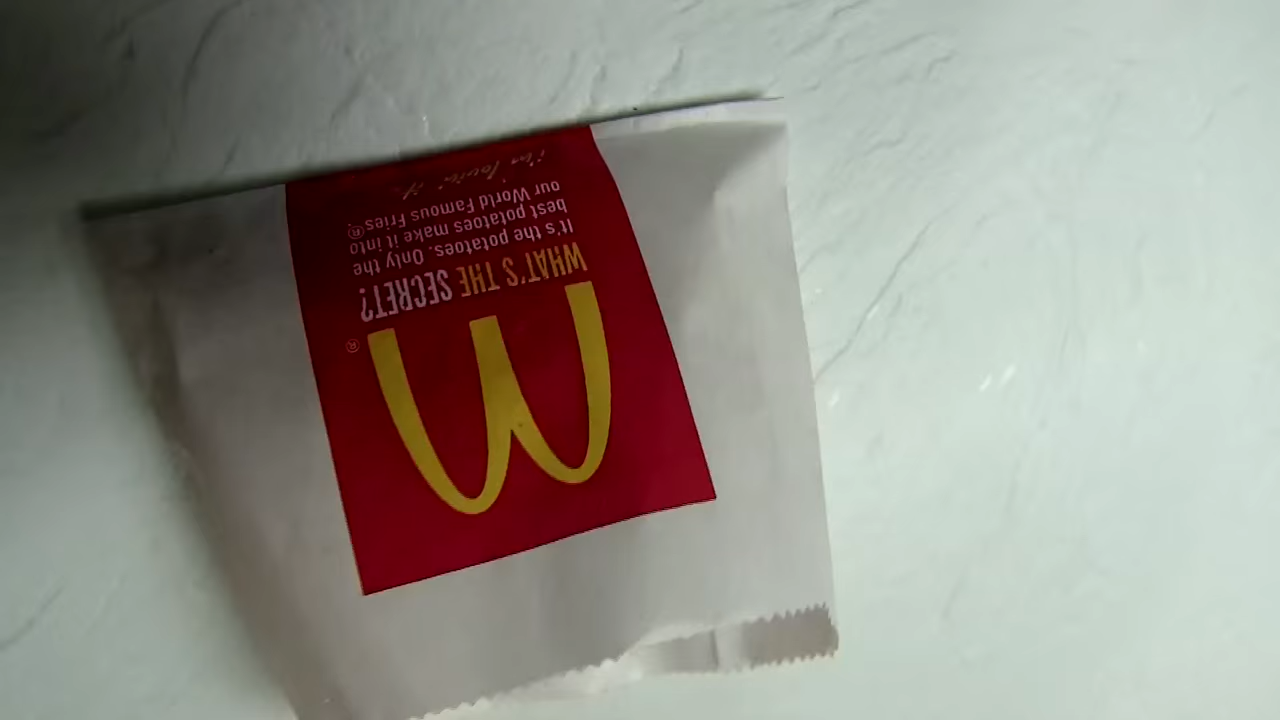 WHAT'S THE SECRET?
It's the potatoes. Only the
best potatoes make it into
our World Famous Fries.®
i'm lovin' it